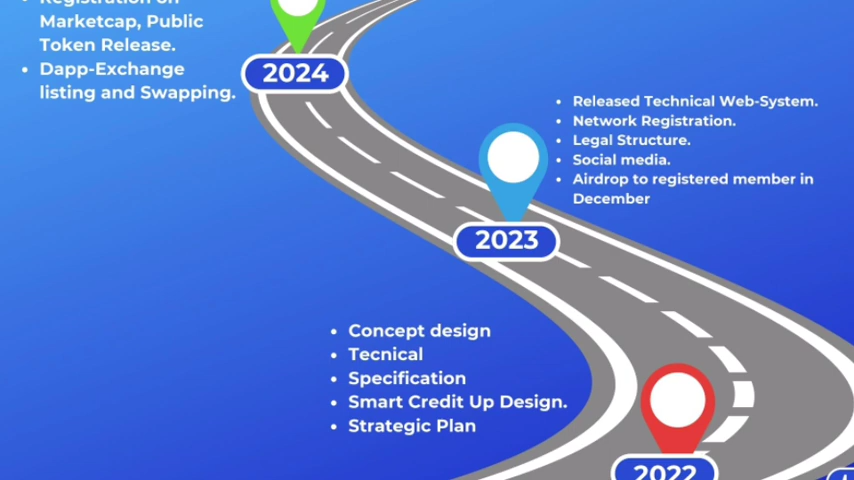 Registration on
Marketcap, Public
Token Release.
Dapp-Exchange
listing and Swapping.
2024
Released Technical Web-System.
Network Registration.
Legal Structure.
Social media.
Airdrop to registered member in
December
2023
Concept design
Tecnical
Specification
Smart Credit Up Design.
Strategic Plan
2022